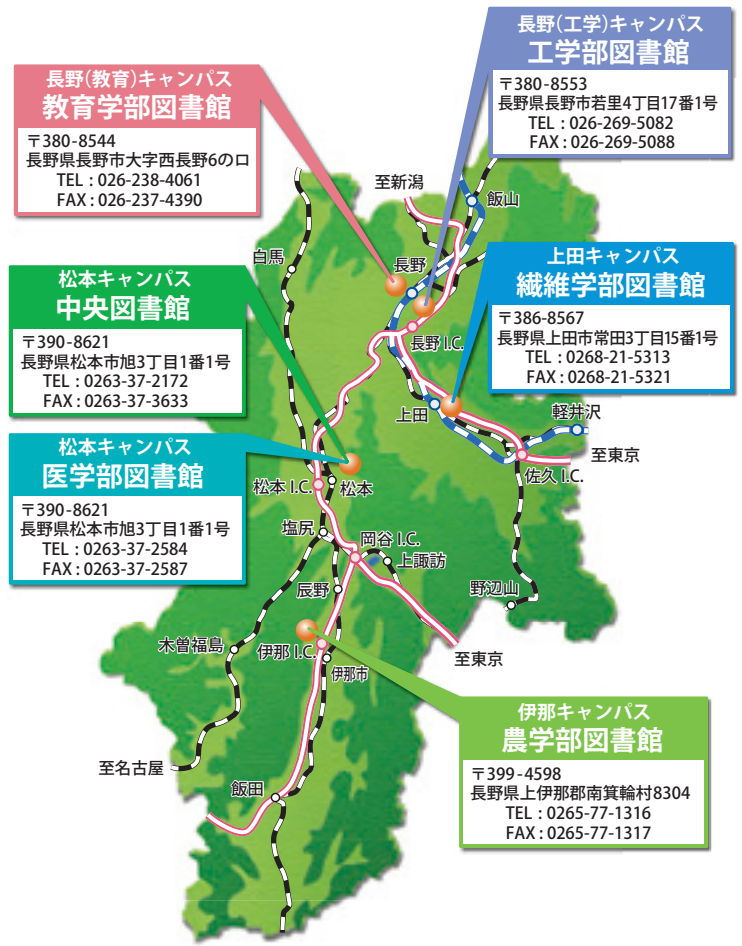 長野(教育)キャンパス
教育学部図書館
〒380-8544
長野県長野市大字西長野6のロ
TEL : 026-238-4061
FAX : 026-237-4390
長野(工学)キャンパス
工学部図書館
〒380-8553
長野県長野市若里4丁目17番1号
TEL : 026-269-5082
FAX : 026-269-5088
松本キャンパス
中央図書館
〒390-8621
長野県松本市旭3丁目1番1号
TEL : 0263-37-2172
FAX : 0263-37-3633
上田キャンパス
繊維学部図書館
〒386-8567
長野県上田市常田3丁目15番1号
TEL : 0268-21-5313
FAX : 0268-21-5321
松本キャンパス
医学部図書館
〒390-8621
長野県松本市旭3丁目1番1号
TEL : 0263-37-2584
FAX : 0263-37-2587
伊那キャンパス
農学部図書館
〒399-4598
長野県上伊那郡南箕輪村8304
TEL : 0265-77-1316
FAX : 0265-77-1317
至新潟
飯山
白馬
長野
長野 I.C.
上田
軽井沢
至東京
佐久 I.C.
松本 I.C.
松本
塩尻
岡谷 I.C.
上諏訪
辰野
野辺山
木曽福島
伊那 I.C.
至東京
伊那市
至名古屋
飯田